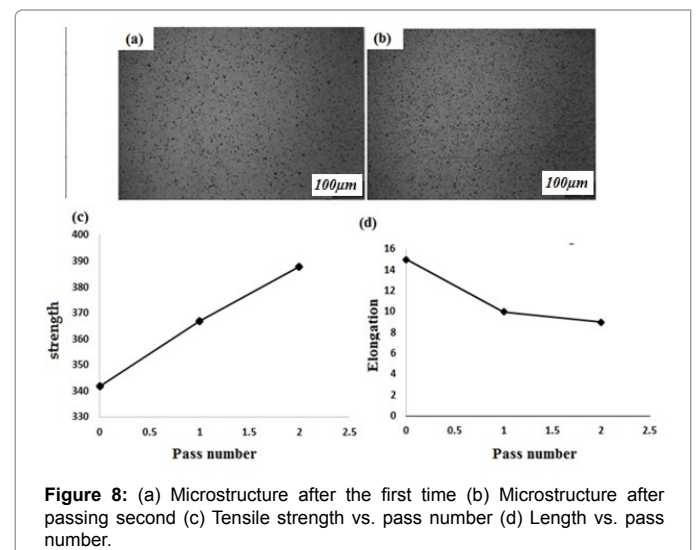 (a)
(b)
100µm
100µm
(c)
(d)
400
390
380
370
360
350
340
330
strength
0 0.5 1 1.5 2 2.5
Pass number
16
14
12
10
8
6
4
2
0
Elongation
0 0.5 1 1.5 2 2.5
Pass number
Figure 8: (a) Microstructure after the first time (b) Microstructure after
passing second (c) Tensile strength vs. pass number (d) Length vs. pass
number.